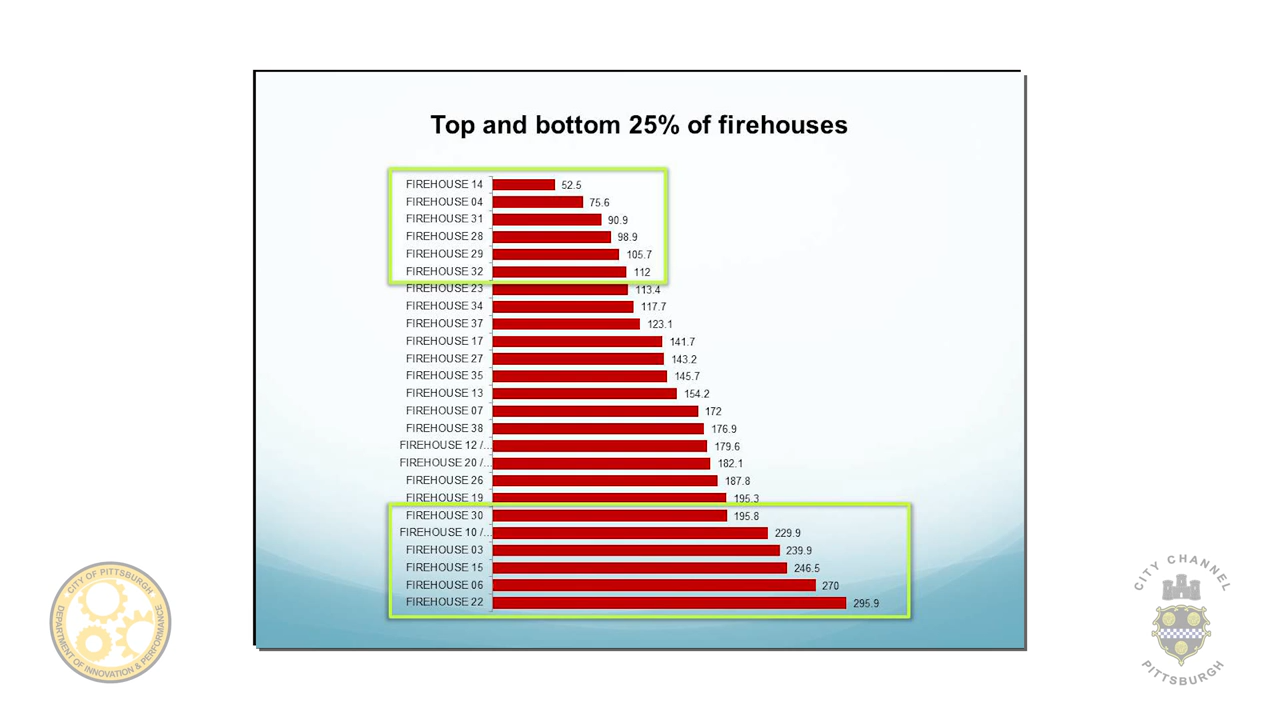 Top and bottom 25% of firehouses
FIREHOUSE 14 52.5
FIREHOUSE 04 75.6
FIREHOUSE 31 90.9
FIREHOUSE 28 98.9
FIREHOUSE 29 105.7
FIREHOUSE 32 112
FIREHOUSE 23 113.4
FIREHOUSE 34 117.7
FIREHOUSE 37 123.1
FIREHOUSE 17 141.7
FIREHOUSE 27 143.2
FIREHOUSE 35 145.7
FIREHOUSE 13 154.2
FIREHOUSE 07 172
FIREHOUSE 38 176.9
FIREHOUSE 12 /... 179.6
FIREHOUSE 20 /... 182.1
FIREHOUSE 26 187.8
FIREHOUSE 19 195.3
FIREHOUSE 30 195.8
FIREHOUSE 10 /... 229.9
FIREHOUSE 03 239.9
FIREHOUSE 15 246.5
FIREHOUSE 06 270
FIREHOUSE 22 295.9
CITY OF PITTSBURGH
DEPARTMENT OF INNOVATION & PERFORMANCE
CITY CHANNEL
PITTSBURGH